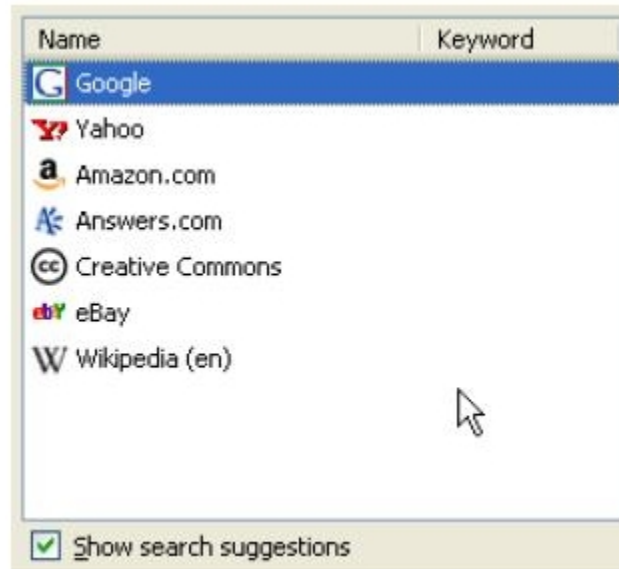 Name Keyword
Google
Yahoo
Amazon.com
Answers.com
Creative Commons
eBay
Wikipedia (en)
Show search suggestions